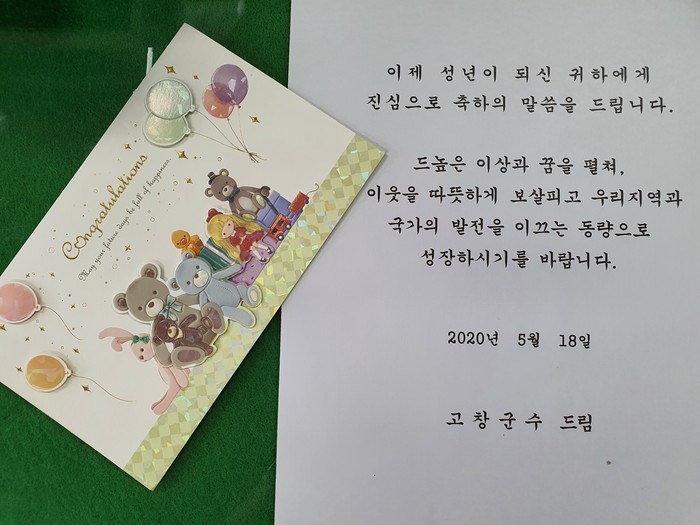 Congratulations
May your future days be full of happiness.
이제 성년이 되신 귀하에게
진심으로 축하의 말씀을 드립니다.
드높은 이상과 꿈을 펼쳐,
이웃을 따뜻하게 보살피고 우리지역과
국가의 발전을 이끄는 동량으로
성장하시기를 바랍니다.
2020년 5월 18일
고창군수 드림